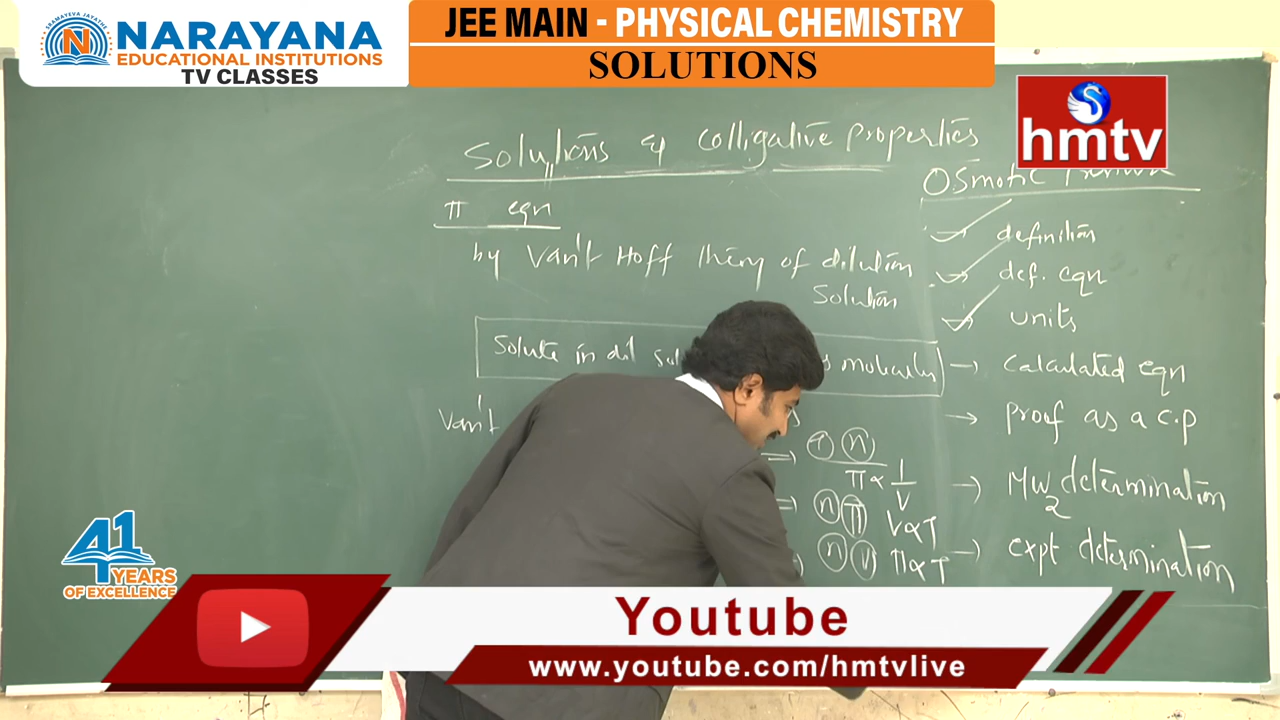 SRAMAYEVA JAYATHE
N
NARAYANA
EDUCATIONAL INSTITUTIONS
TV CLASSES
JEE MAIN - PHYSICAL CHEMISTRY
SOLUTIONS
hmtv
Solutions & Colligative Properties
π eqn
by Van't Hoff theory of dilution
Solution
Solute in dil
molecules
Van't
n
π ∝ 1/V
n π V ∝ T
n V π ∝ T
Osmotic
definition
def. eqn
units
→ Calculated eqn
→ Proof as a C.P
→ MW2 determination
→ expt determination
41
YEARS
OF EXCELLENCE
Youtube
www.youtube.com/hmtvlive